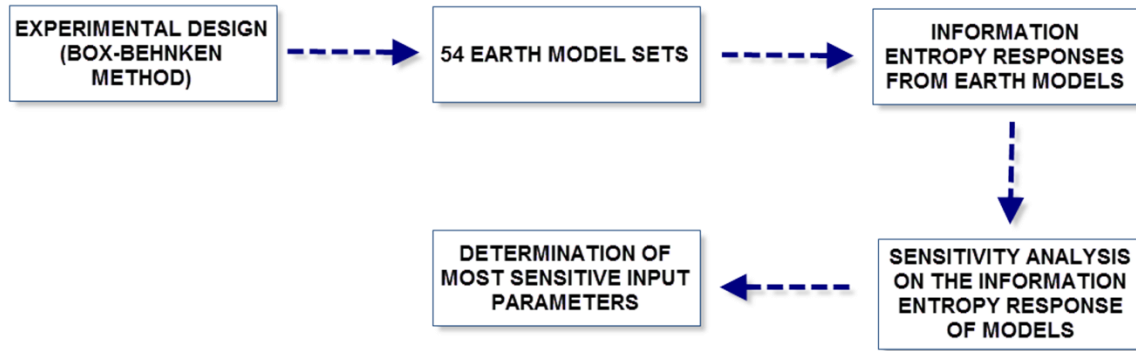 EXPERIMENTAL DESIGN
(BOX-BEHNKEN
METHOD)
54 EARTH MODEL SETS
INFORMATION
ENTROPY RESPONSES
FROM EARTH MODELS
SENSITIVITY ANALYSIS
ON THE INFORMATION
ENTROPY RESPONSE
OF MODELS
DETERMINATION OF
MOST SENSITIVE INPUT
PARAMETERS